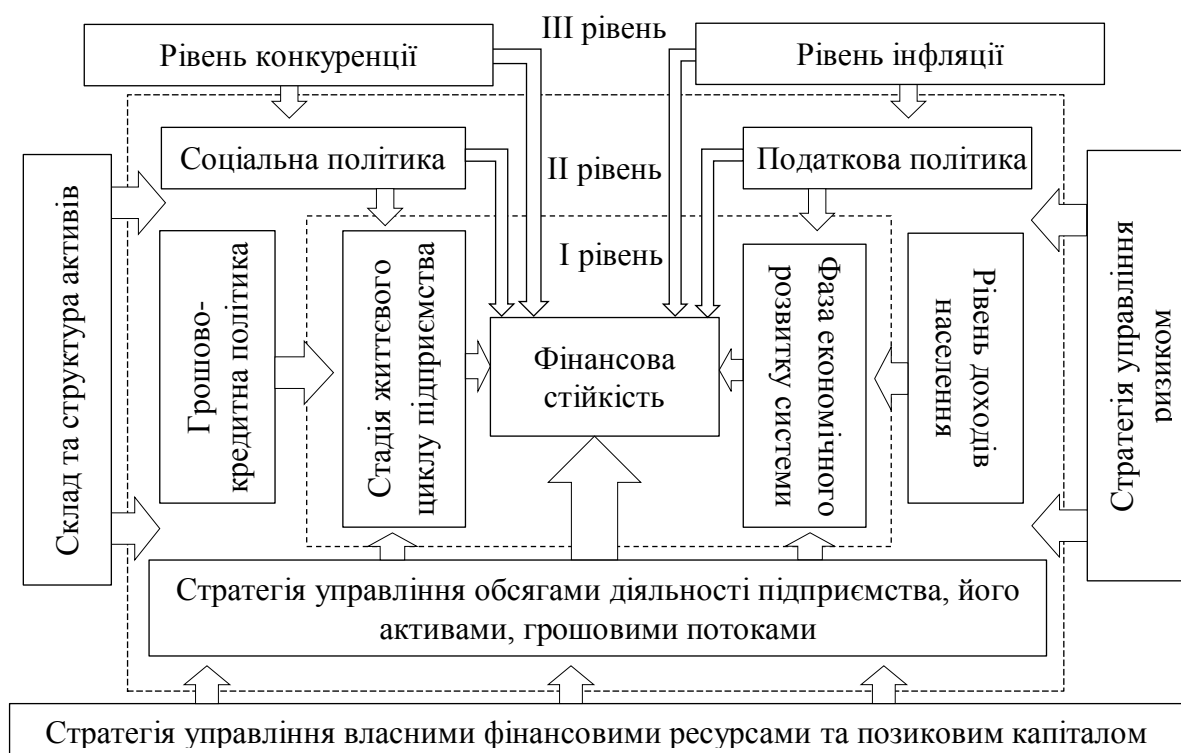 III рівень
Рівень конкуренції
Рівень інфляції
Соціальна політика
II рівень
Податкова політика
I рівень
Склад та структура активів
Грошово-
кредитна політика
Стадія життєвого
циклу підприємства
Фінансова
стійкість
Фаза економічного
розвитку системи
Рівень доходів
населення
Стратегія управління
ризиком
Стратегія управління обсягами діяльності підприємства, його
активами, грошовими потоками
Стратегія управління власними фінансовими ресурсами та позиковим капіталом